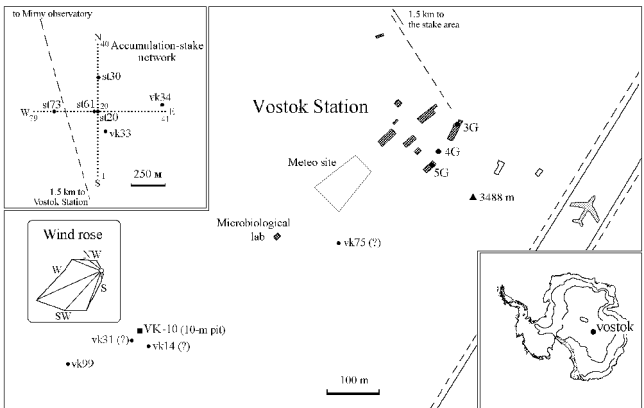 to Mirny observatory
N
40
Accumulation-stake
network
st30
vk34
st73
st61
20
W
79
E
41
st20
vk33
1
S
1.5 km to
Vostok Station
250 м
1.5 km to
the stake area
Vostok Station
3G
4G
5G
Meteo site
3488 m
Microbiological
lab
vk75 (?)
Wind rose
NW
W
S
SW
VK-10 (10-m pit)
vk31 (?)
vk14 (?)
vk99
100 m
vostok